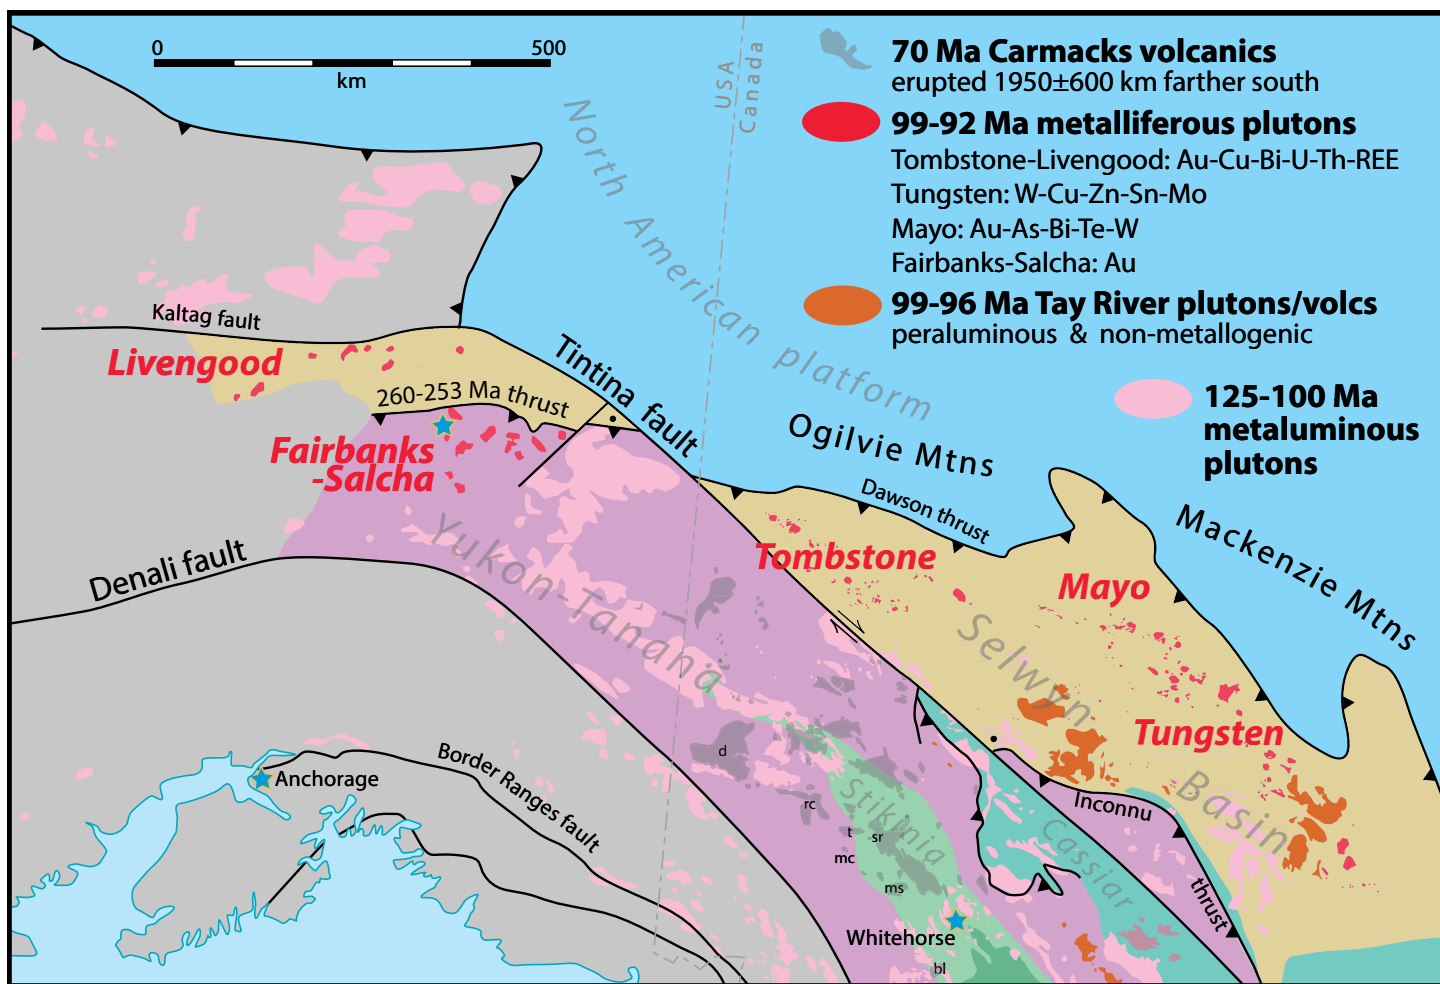 0 500
km
USA
Canada
70 Ma Carmacks volcanics
erupted 1950±600 km farther south
99-92 Ma metalliferous plutons
Tombstone-Livengood: Au-Cu-Bi-U-Th-REE
Tungsten: W-Cu-Zn-Sn-Mo
Mayo: Au-As-Bi-Te-W
Fairbanks-Salcha: Au
99-96 Ma Tay River plutons/volcs
peraluminous & non-metallogenic
125-100 Ma
metaluminous
plutons
North American platform
Kaltag fault
Livengood
260-253 Ma thrust
Tintina fault
Fairbanks
-Salcha
Ogilvie Mtns
Dawson thrust
Mackenzie Mtns
Denali fault
Yukon-Tanana
Tombstone
Mayo
Selwyn
Basin
Tungsten
Border Ranges fault
Anchorage
d
rc
t
sr
mc
ms
Stikinia
Cassiar
Inconnu
thrust
Whitehorse
bl